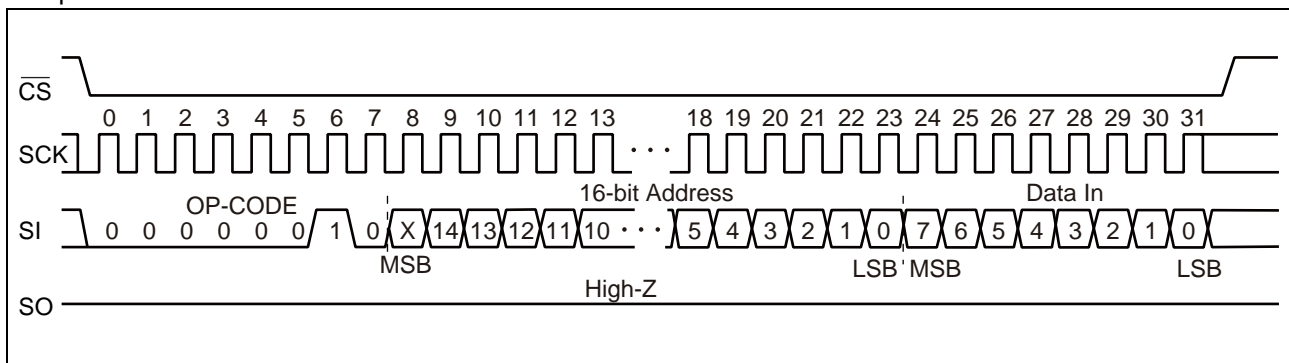 CS
0 1 2 3 4 5 6 7 8 9 10 11 12 13 18 19 20 21 22 23 24 25 26 27 28 29 30 31
SCK ···
OP-CODE 16-bit Address Data In
SI 0 0 0 0 0 0 1 0 X 14 13 12 11 10 ··· 5 4 3 2 1 0 7 6 5 4 3 2 1 0
MSB LSB MSB LSB
High-Z
SO